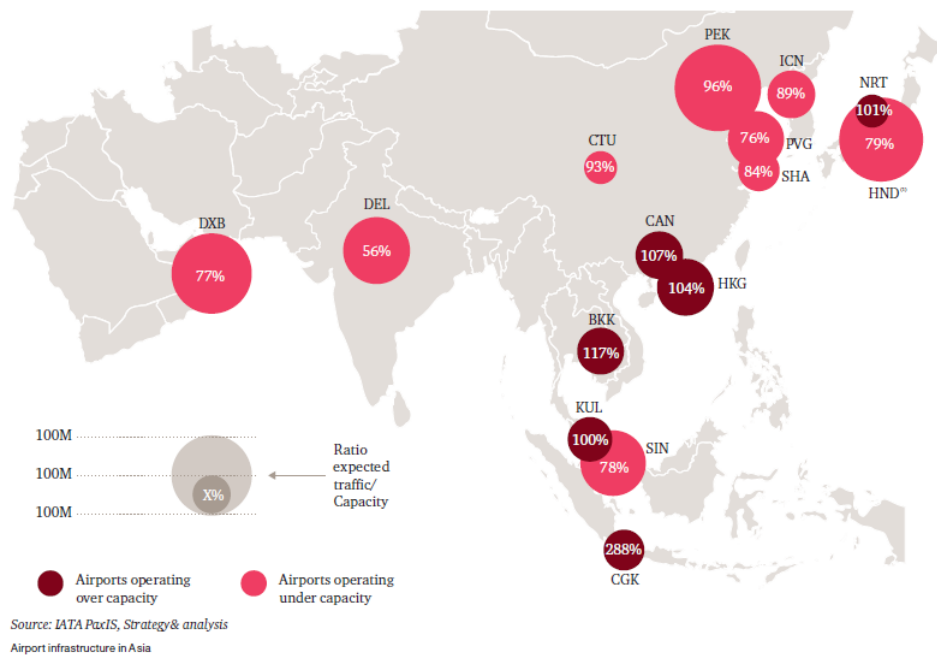 PEK
96%
ICN
89%
NRT
101%
79%
HND⁽¹⁾
76%
PVG
CTU
93%
84%
SHA
DEL
56%
DXB
77%
CAN
107%
104%
HKG
BKK
117%
KUL
100%
SIN
78%
288%
CGK
100M
100M
100M
X%
Ratio
expected
traffic/
Capacity
Airports operating
over capacity
Airports operating
under capacity
Source: IATA PaxIS, Strategy& analysis
Airport infrastructure in Asia